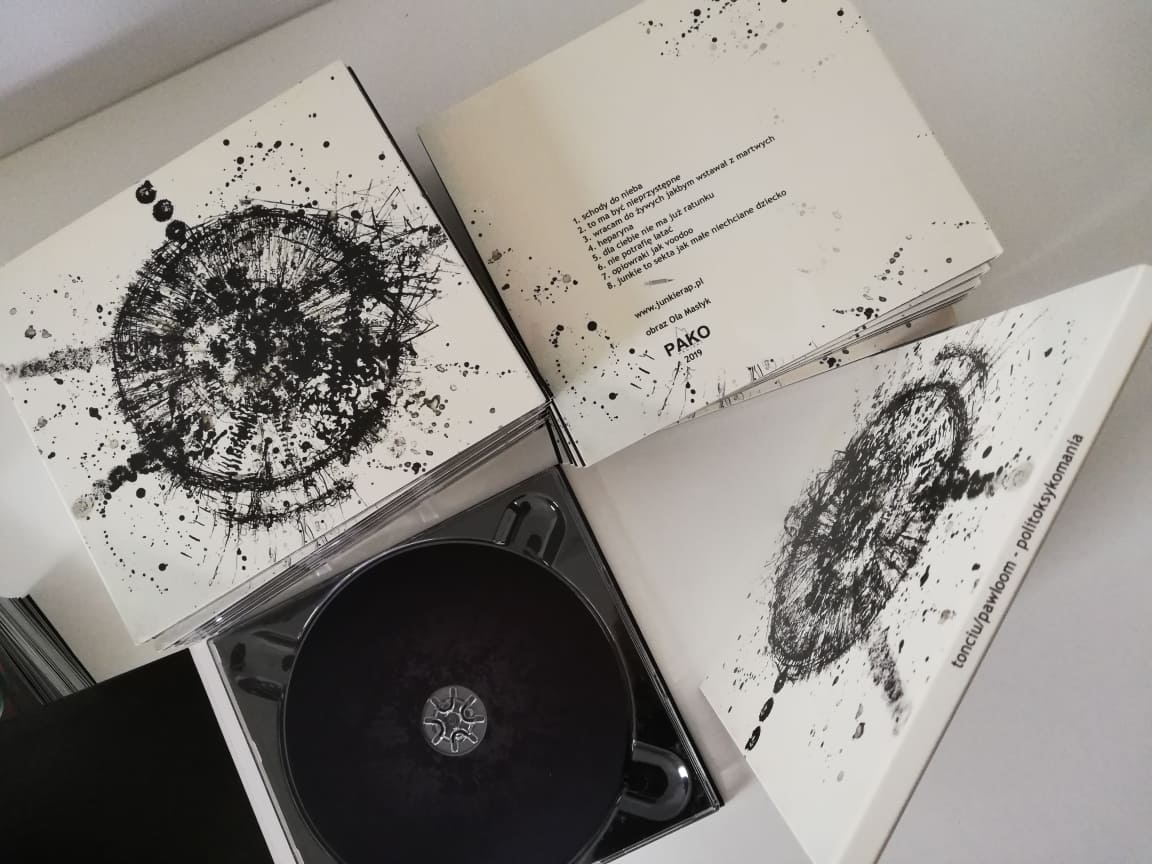 1. schody do nieba
2. to ma być nieprzystępne
3. wracam do żywych jakbym wstawał z martwych
4. heparyna
5. dla ciebie nie ma już ratunku
6. nie potrafię latać
7. opiowraki jak voodoo
8. junkie to sekta jak małe niechciane dziecko
www.junkierap.pl
obraz Ola Masłyk
PAKO
2019
tonciu/pawloom - politoksykomania